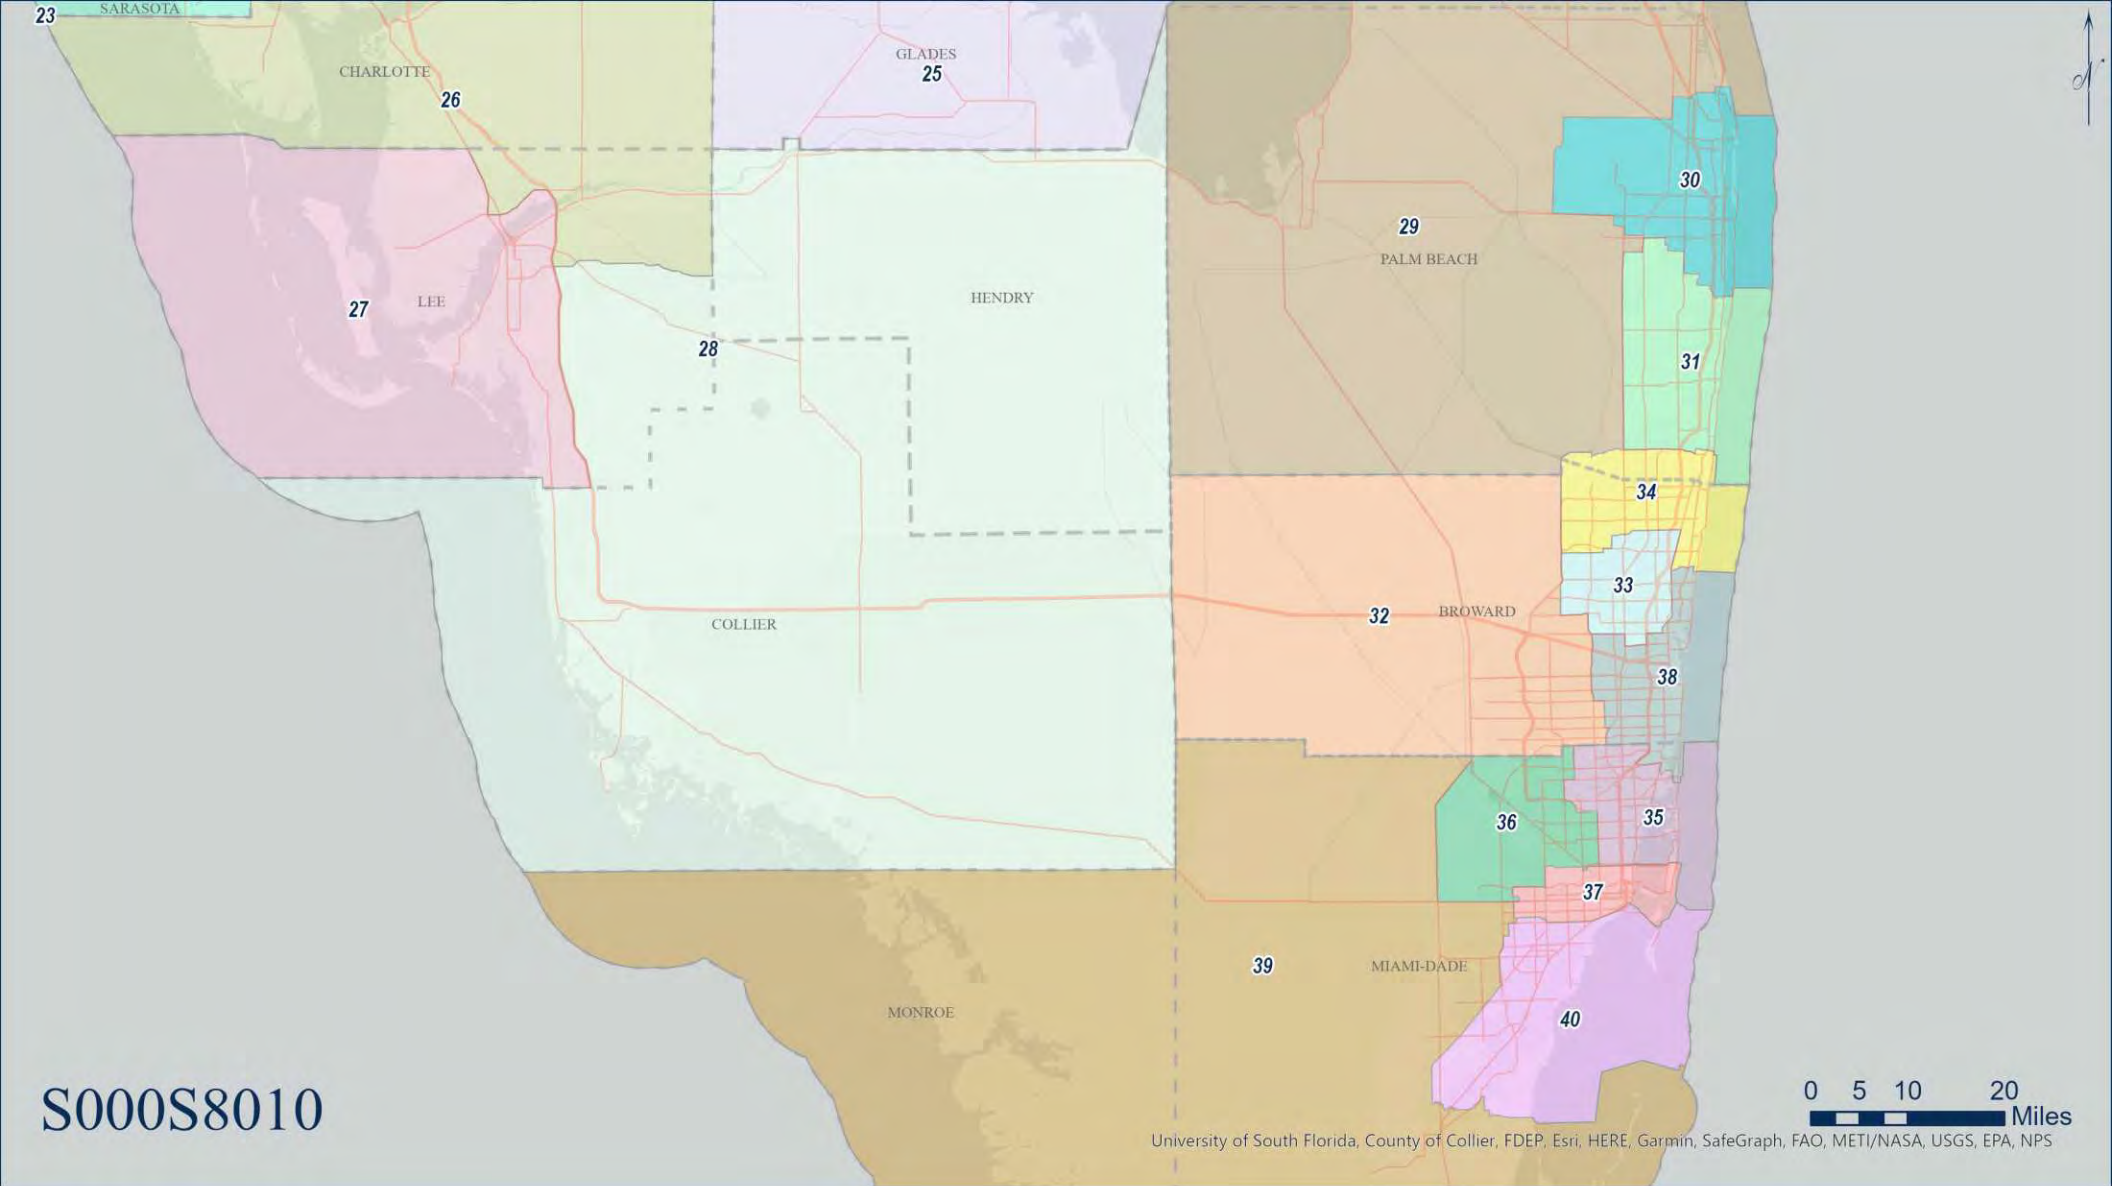 23
SARASOTA
CHARLOTTE
26
GLADES
25
N
30
29
PALM BEACH
27
LEE
HENDRY
28
31
34
33
32
BROWARD
COLLIER
38
36
35
37
39
MIAMI-DADE
MONROE
40
S000S8010
0 5 10 20
Miles
University of South Florida, County of Collier, FDEP, Esri, HERE, Garmin, SafeGraph, FAO, METI/NASA, USGS, EPA, NPS